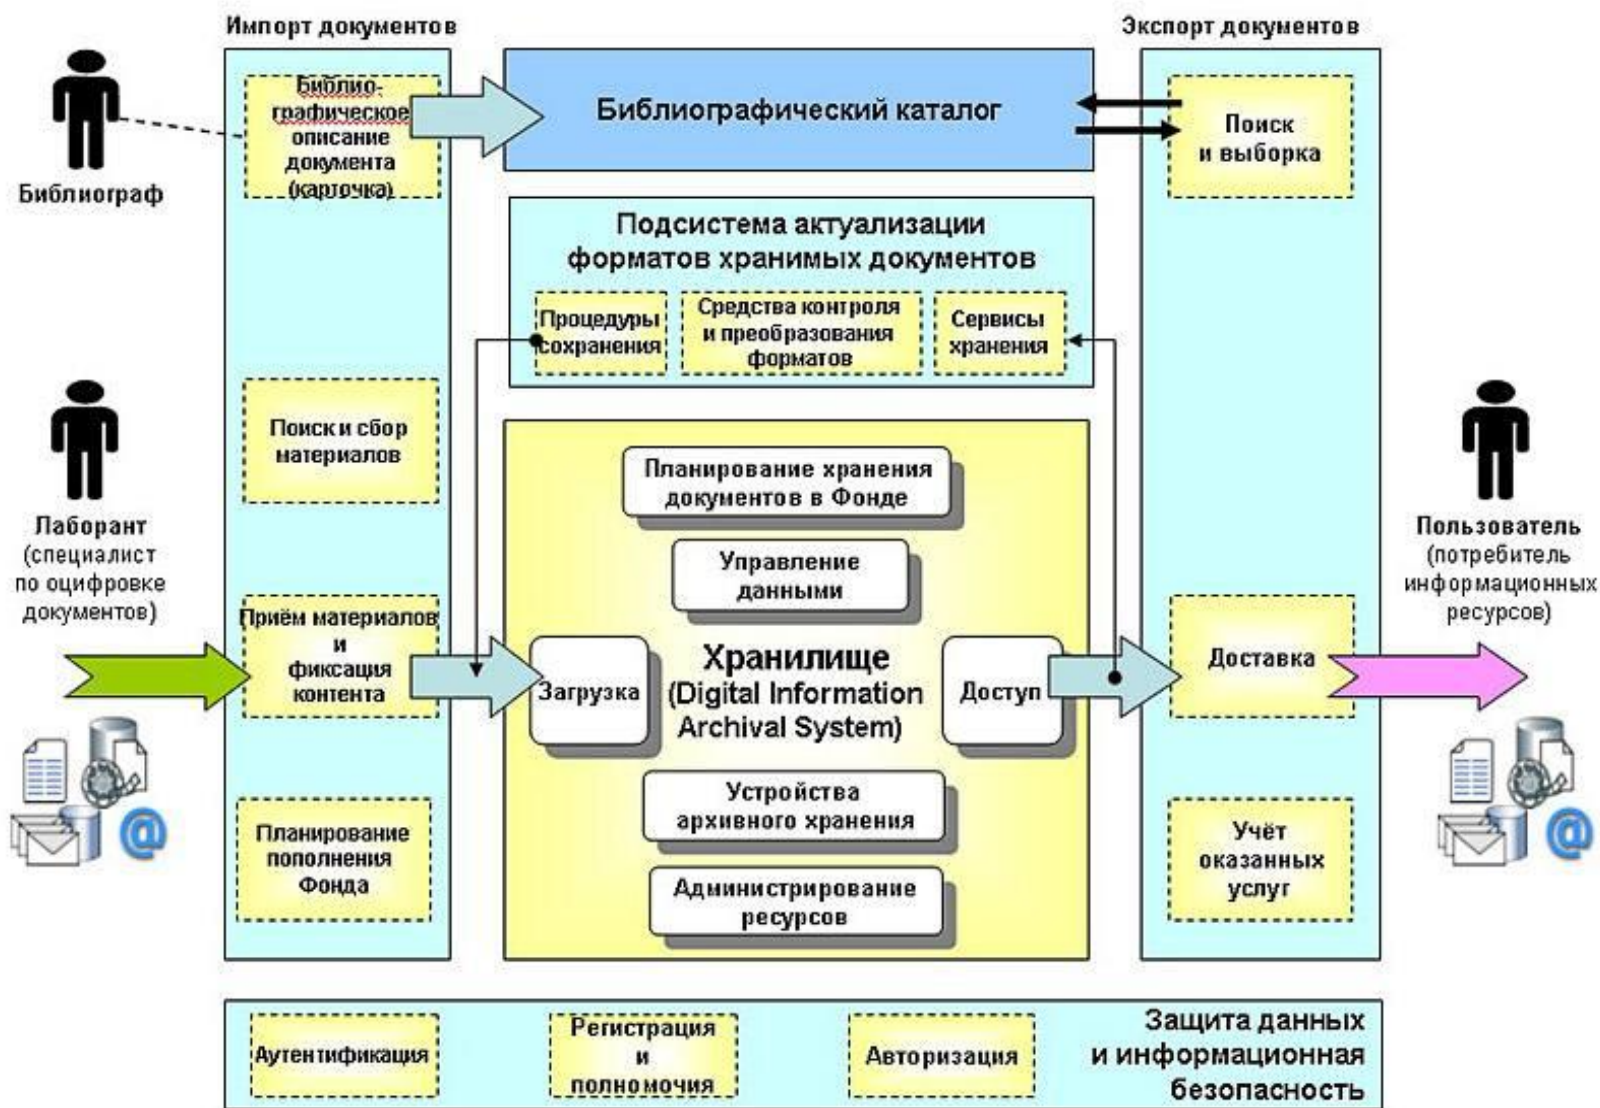 Импорт документов
Экспорт документов
Библиограф
Библио-
графическое
описание
документа
(карточка)
Библиографический каталог
Поиск
и выборка
Подсистема актуализации
форматов хранимых документов
Процедуры
сохранения
Средства контроля
и преобразования
форматов
Сервисы
хранения
Лаборант
(специалист
по оцифровке
документов)
Поиск и сбор
материалов
Приём материалов
и
фиксация
контента
Планирование
пополнения
Фонда
Планирование хранения
документов в Фонде
Управление
данными
Загрузка
Хранилище
(Digital Information
Archival System)
Доступ
Устройства
архивного хранения
Администрирование
ресурсов
Доставка
Учёт
оказанных
услуг
Пользователь
(потребитель
информационных
ресурсов)
@
@
Аутентификация
Регистрация
и
полномочия
Авторизация
Защита данных
и информационная
безопасность